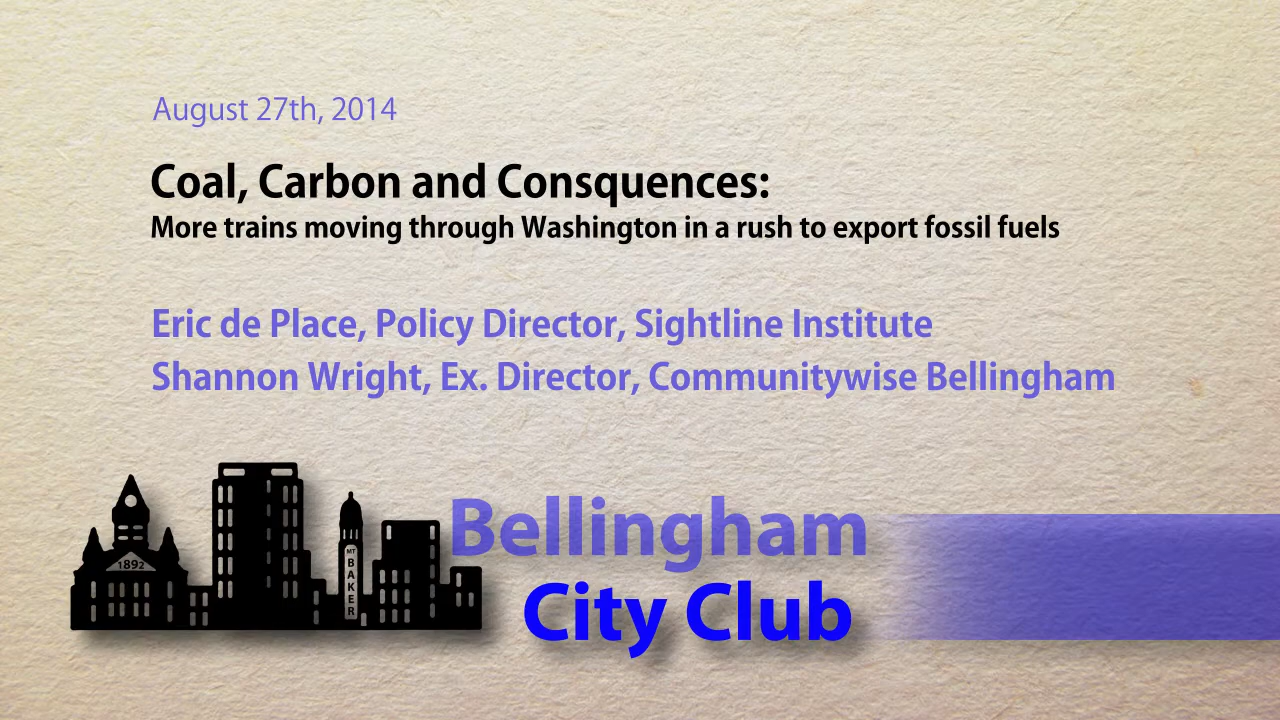 August 27th, 2014
Coal, Carbon and Consquences:
More trains moving through Washington in a rush to export fossil fuels
Eric de Place, Policy Director, Sightline Institute
Shannon Wright, Ex. Director, Communitywise Bellingham
1892
MT
BAKER
Bellingham
City Club